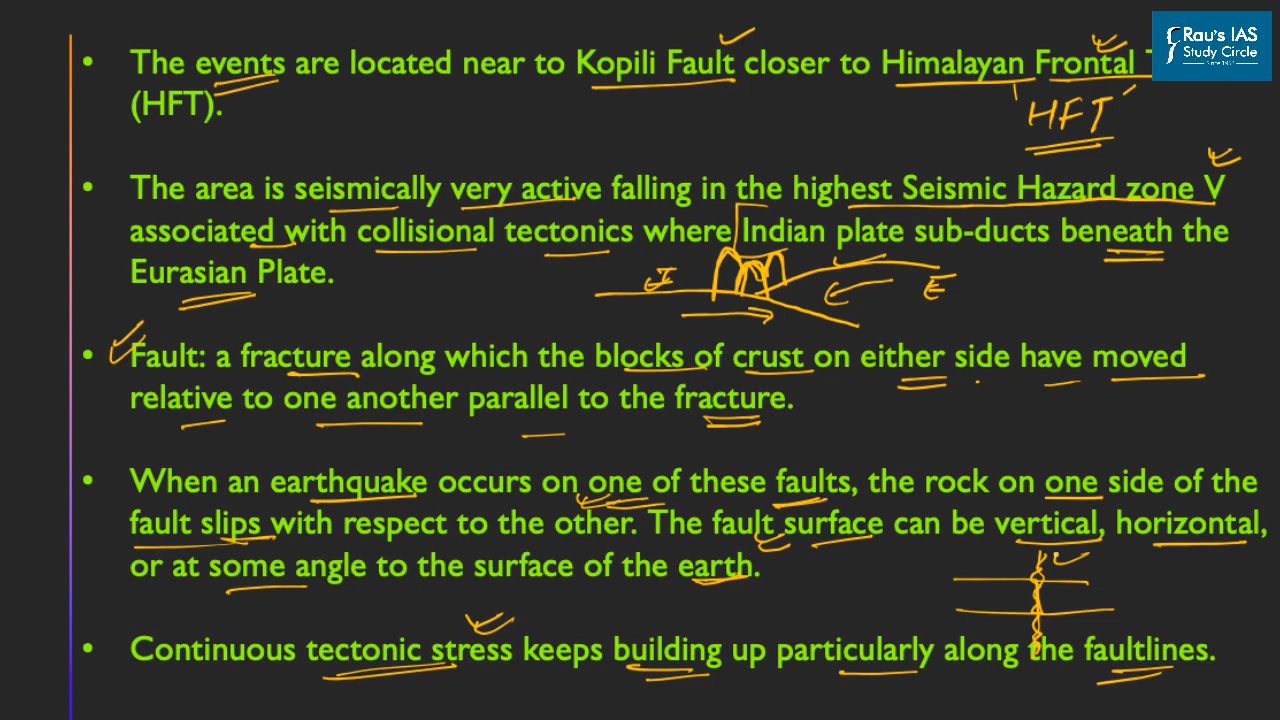 Rau's IAS
Study Circle
Since 1953
• The events are located near to Kopili Fault closer to Himalayan Frontal T
(HFT).
HFT
• The area is seismically very active falling in the highest Seismic Hazard zone V
associated with collisional tectonics where Indian plate sub-ducts beneath the
Eurasian Plate.
I
E
• Fault: a fracture along which the blocks of crust on either side have moved
relative to one another parallel to the fracture.
• When an earthquake occurs on one of these faults, the rock on one side of the
fault slips with respect to the other. The fault surface can be vertical, horizontal,
or at some angle to the surface of the earth.
• Continuous tectonic stress keeps building up particularly along the faultlines.